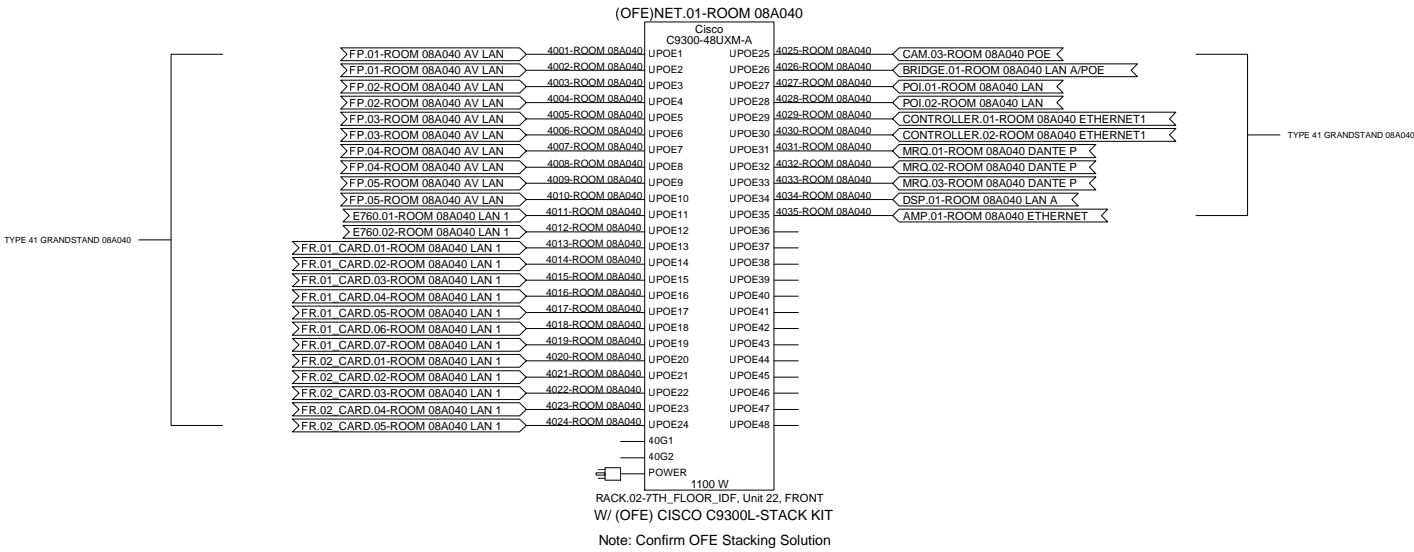 (OFE)NET.01-ROOM 08A040
Cisco
C9300-48UXM-A
FP.01-ROOM 08A040 AV LAN 4001-ROOM 08A040 UPOE1 UPOE25 4025-ROOM 08A040 CAM.03-ROOM 08A040 POE
FP.01-ROOM 08A040 AV LAN 4002-ROOM 08A040 UPOE2 UPOE26 4026-ROOM 08A040 BRIDGE.01-ROOM 08A040 LAN A/POE
FP.02-ROOM 08A040 AV LAN 4003-ROOM 08A040 UPOE3 UPOE27 4027-ROOM 08A040 POI.01-ROOM 08A040 LAN
FP.02-ROOM 08A040 AV LAN 4004-ROOM 08A040 UPOE4 UPOE28 4028-ROOM 08A040 POI.02-ROOM 08A040 LAN
FP.03-ROOM 08A040 AV LAN 4005-ROOM 08A040 UPOE5 UPOE29 4029-ROOM 08A040 CONTROLLER.01-ROOM 08A040 ETHERNET1
FP.03-ROOM 08A040 AV LAN 4006-ROOM 08A040 UPOE6 UPOE30 4030-ROOM 08A040 CONTROLLER.02-ROOM 08A040 ETHERNET1
TYPE 41 GRANDSTAND 08A040
FP.04-ROOM 08A040 AV LAN 4007-ROOM 08A040 UPOE7 UPOE31 4031-ROOM 08A040 MRQ.01-ROOM 08A040 DANTE P
FP.04-ROOM 08A040 AV LAN 4008-ROOM 08A040 UPOE8 UPOE32 4032-ROOM 08A040 MRQ.02-ROOM 08A040 DANTE P
FP.05-ROOM 08A040 AV LAN 4009-ROOM 08A040 UPOE9 UPOE33 4033-ROOM 08A040 MRQ.03-ROOM 08A040 DANTE P
FP.05-ROOM 08A040 AV LAN 4010-ROOM 08A040 UPOE10 UPOE34 4034-ROOM 08A040 DSP.01-ROOM 08A040 LAN A
E760.01-ROOM 08A040 LAN 1 4011-ROOM 08A040 UPOE11 UPOE35 4035-ROOM 08A040 AMP.01-ROOM 08A040 ETHERNET
E760.02-ROOM 08A040 LAN 1 4012-ROOM 08A040 UPOE12 UPOE36
TYPE 41 GRANDSTAND 08A040
FR.01_CARD.01-ROOM 08A040 LAN 1 4013-ROOM 08A040 UPOE13 UPOE37
FR.01_CARD.02-ROOM 08A040 LAN 1 4014-ROOM 08A040 UPOE14 UPOE38
FR.01_CARD.03-ROOM 08A040 LAN 1 4015-ROOM 08A040 UPOE15 UPOE39
FR.01_CARD.04-ROOM 08A040 LAN 1 4016-ROOM 08A040 UPOE16 UPOE40
FR.01_CARD.05-ROOM 08A040 LAN 1 4017-ROOM 08A040 UPOE17 UPOE41
FR.01_CARD.06-ROOM 08A040 LAN 1 4018-ROOM 08A040 UPOE18 UPOE42
FR.01_CARD.07-ROOM 08A040 LAN 1 4019-ROOM 08A040 UPOE19 UPOE43
FR.02_CARD.01-ROOM 08A040 LAN 1 4020-ROOM 08A040 UPOE20 UPOE44
FR.02_CARD.02-ROOM 08A040 LAN 1 4021-ROOM 08A040 UPOE21 UPOE45
FR.02_CARD.03-ROOM 08A040 LAN 1 4022-ROOM 08A040 UPOE22 UPOE46
FR.02_CARD.04-ROOM 08A040 LAN 1 4023-ROOM 08A040 UPOE23 UPOE47
FR.02_CARD.05-ROOM 08A040 LAN 1 4024-ROOM 08A040 UPOE24 UPOE48
40G1
40G2
POWER
1100 W
RACK.02-7TH_FLOOR_IDF, Unit 22, FRONT
W/ (OFE) CISCO C9300L-STACK KIT
Note: Confirm OFE Stacking Solution